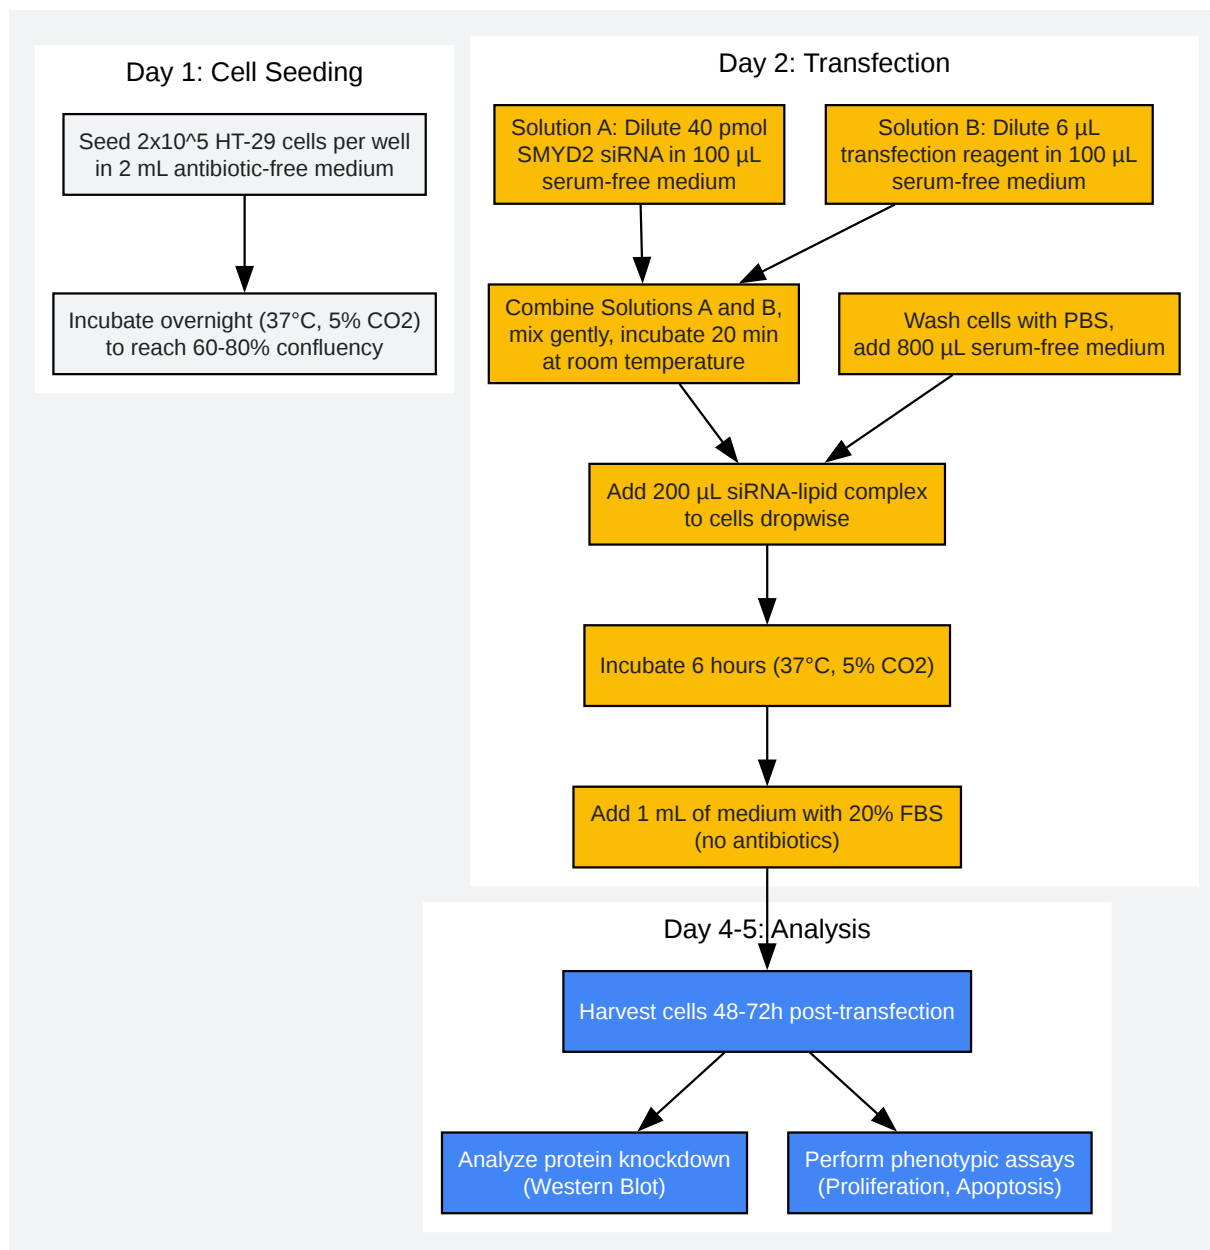 Day 1: Cell Seeding
Seed 2x10^5 HT-29 cells per well
in 2 mL antibiotic-free medium
Incubate overnight (37°C, 5% CO2)
to reach 60-80% confluency
Day 2: Transfection
Solution A: Dilute 40 pmol
SMYD2 siRNA in 100 µL
serum-free medium
Solution B: Dilute 6 µL
transfection reagent in 100 µL
serum-free medium
Combine Solutions A and B,
mix gently, incubate 20 min
at room temperature
Wash cells with PBS,
add 800 µL serum-free medium
Add 200 µL siRNA-lipid complex
to cells dropwise
Incubate 6 hours (37°C, 5% CO2)
Add 1 mL of medium with 20% FBS
(no antibiotics)
Day 4-5: Analysis
Harvest cells 48-72h post-transfection
Analyze protein knockdown
(Western Blot)
Perform phenotypic assays
(Proliferation, Apoptosis)